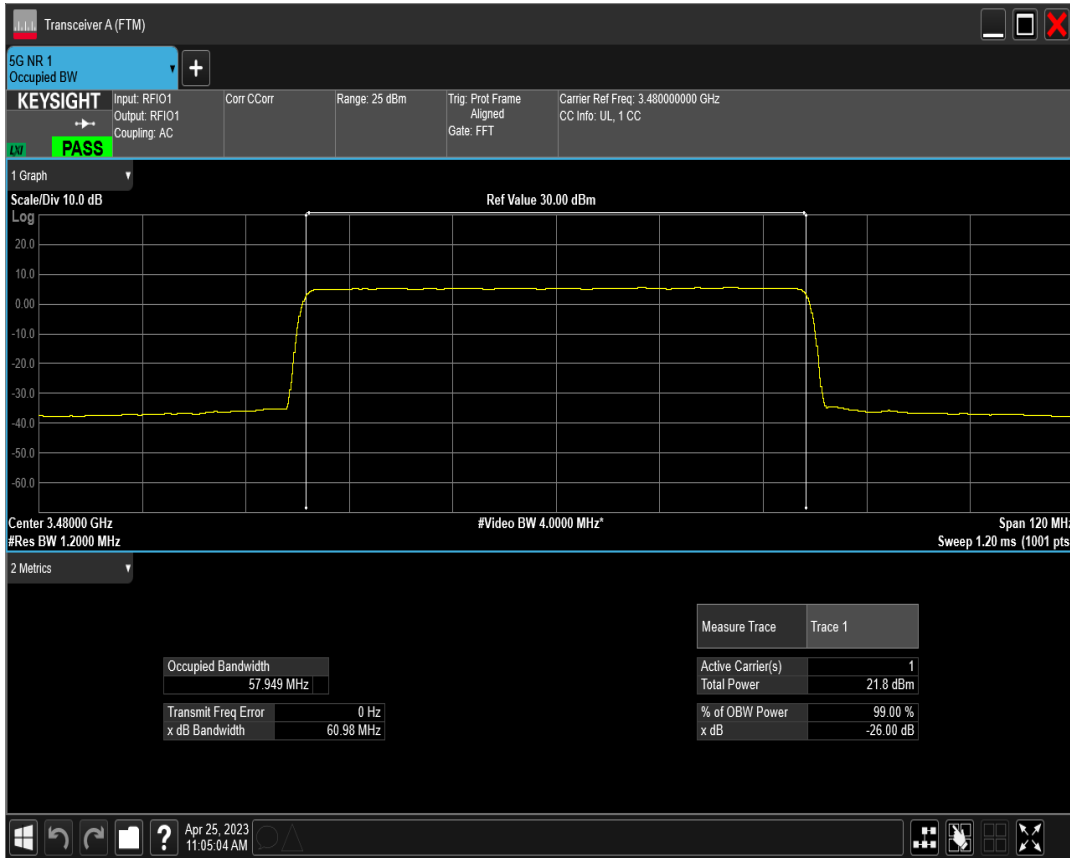 Transceiver A (FTM)
5G NR 1
Occupied BW
+
KEYSIGHT
LXI
PASS
Input: RFIO1
Output: RFIO1
Coupling: AC
Corr CCorr
Range: 25 dBm
Trig: Prot Frame
Aligned
Gate: FFT
Carrier Ref Freq: 3.480000000 GHz
CC Info: UL, 1 CC
1 Graph
Scale/Div 10.0 dB
Ref Value 30.00 dBm
Log
20.0
10.0
0.00
-10.0
-20.0
-30.0
-40.0
-50.0
-60.0
Center 3.48000 GHz
#Video BW 4.0000 MHz*
Span 120 MHz
#Res BW 1.2000 MHz
Sweep 1.20 ms (1001 pts
2 Metrics
Measure Trace Trace 1
Occupied Bandwidth
57.949 MHz
Active Carrier(s) 1
Total Power 21.8 dBm
Transmit Freq Error 0 Hz
x dB Bandwidth 60.98 MHz
% of OBW Power 99.00 %
x dB -26.00 dB
?
Apr 25, 2023
11:05:04 AM